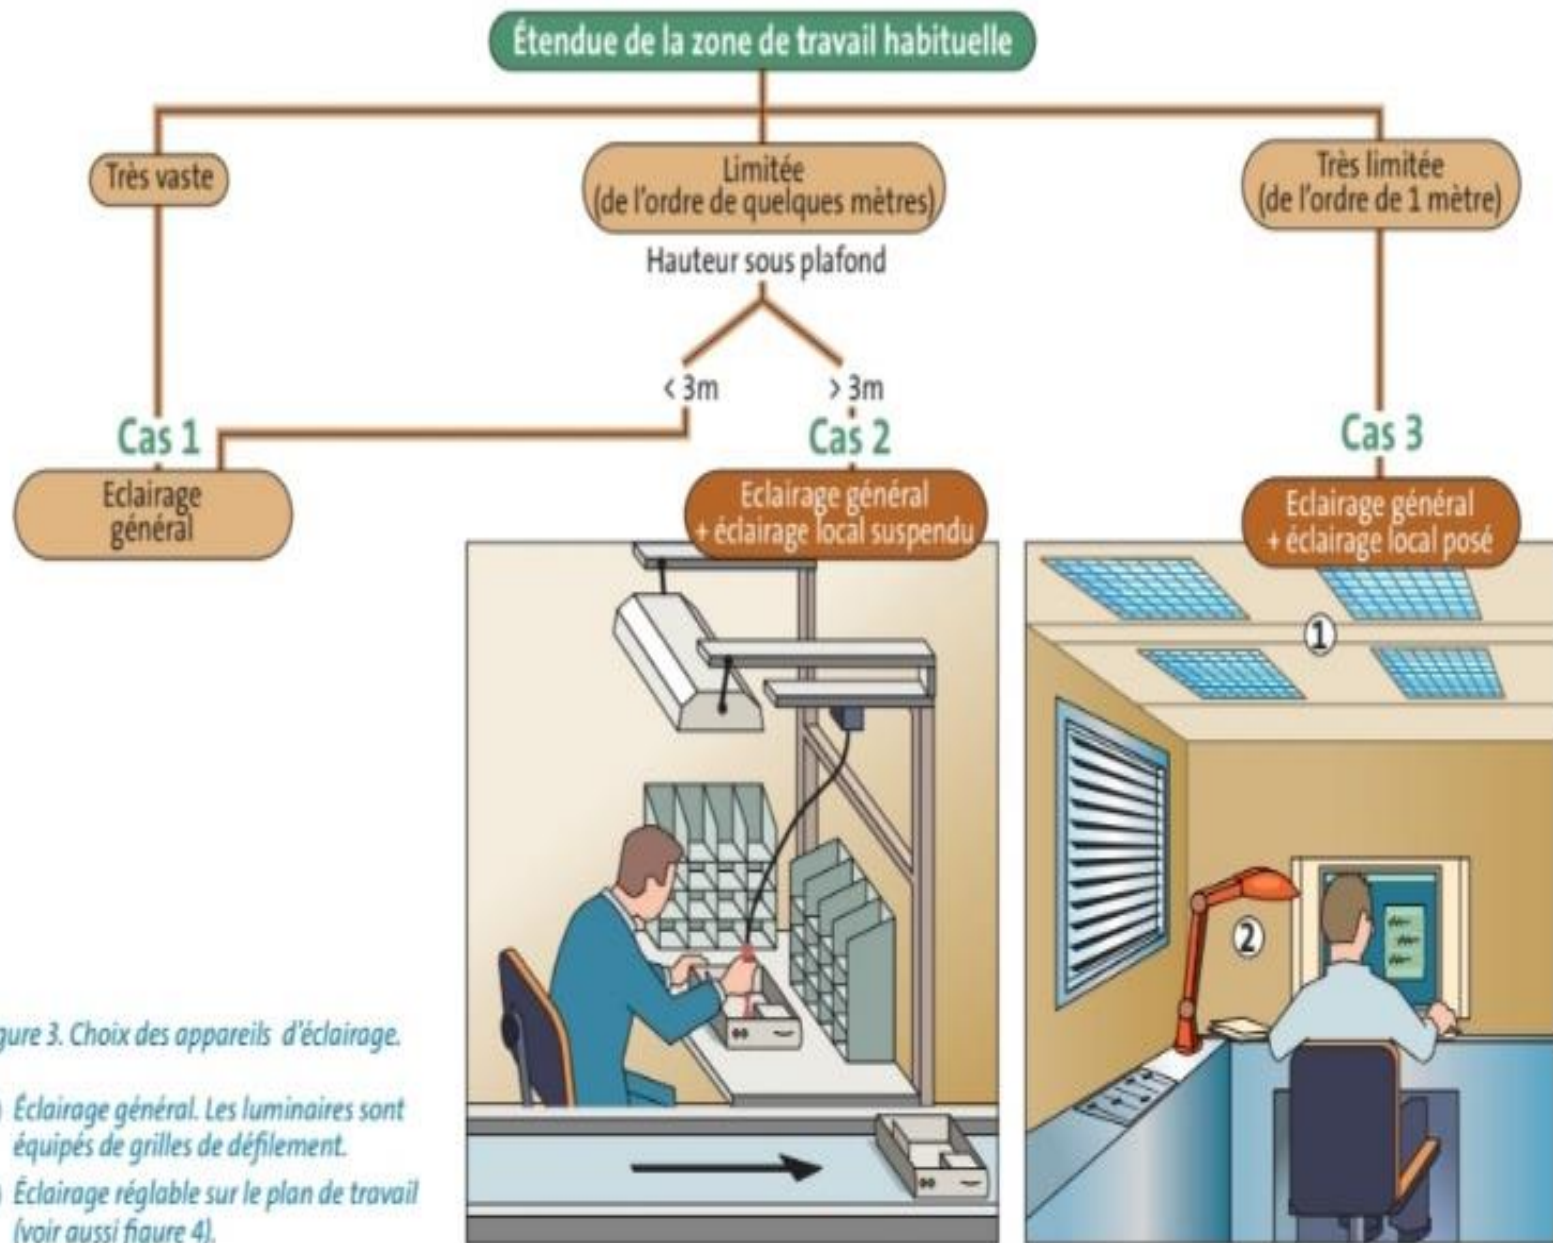 Étendue de la zone de travail habituelle
Très vaste
Limitée
(de l'ordre de quelques mètres)
Très limitée
(de l'ordre de 1 mètre)
Hauteur sous plafond
< 3m
> 3m
Cas 1
Cas 2
Cas 3
Eclairage
général
Eclairage général
+ éclairage local suspendu
Eclairage général
+ éclairage local posé
1
2
gure 3. Choix des appareils d'éclairage.
Éclairage général. Les luminaires sont
équipés de grilles de défilement.
Éclairage réglable sur le plan de travail
(voir aussi figure 4).